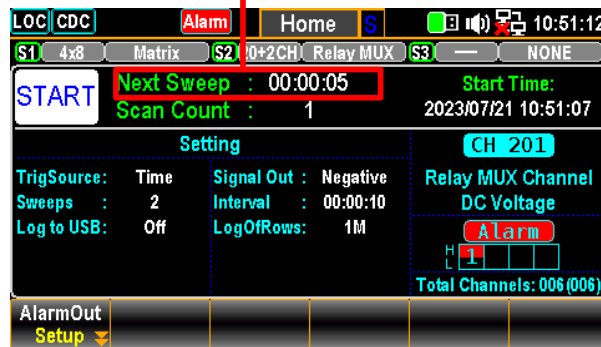 LOC CDC Alarm Home S 10:51:12
S1 4x8 Matrix S2 20+2CH Relay MUX S3 — NONE
START
Next Sweep : 00:00:05
Scan Count : 1
Start Time:
2023/07/21 10:51:07
Setting
TrigSource: Time Signal Out : Negative
Sweeps : 2 Interval : 00:00:10
Log to USB: Off LogOfRows: 1M
CH 201
Relay MUX Channel
DC Voltage
Alarm
H
L 1
Total Channels: 006(006)
AlarmOut
Setup